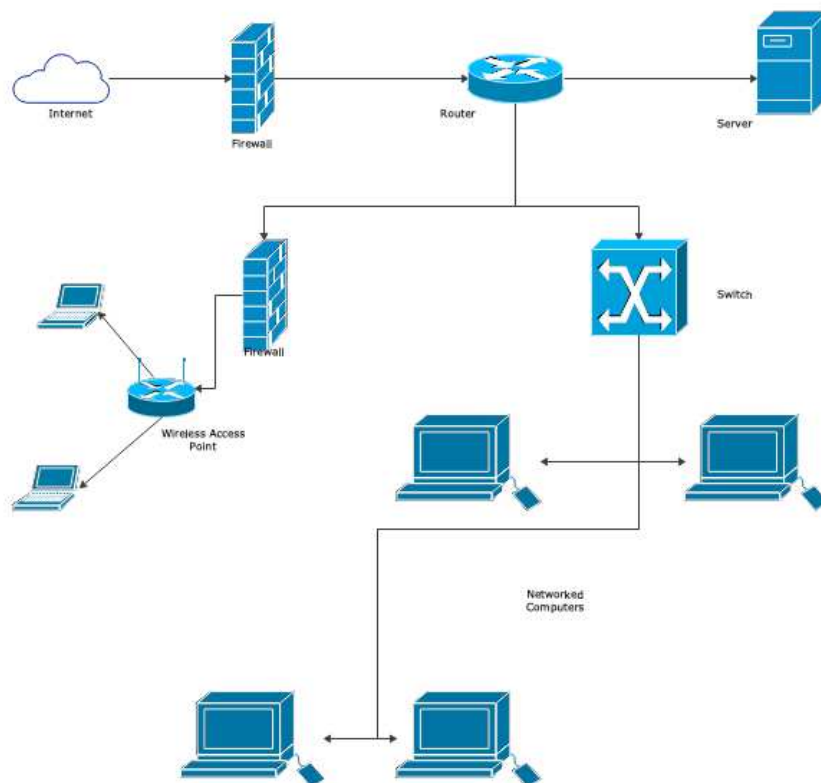 Internet
Firewall
Router
Server
Firewall
Switch
Wireless Access
Point
Networked
Computers